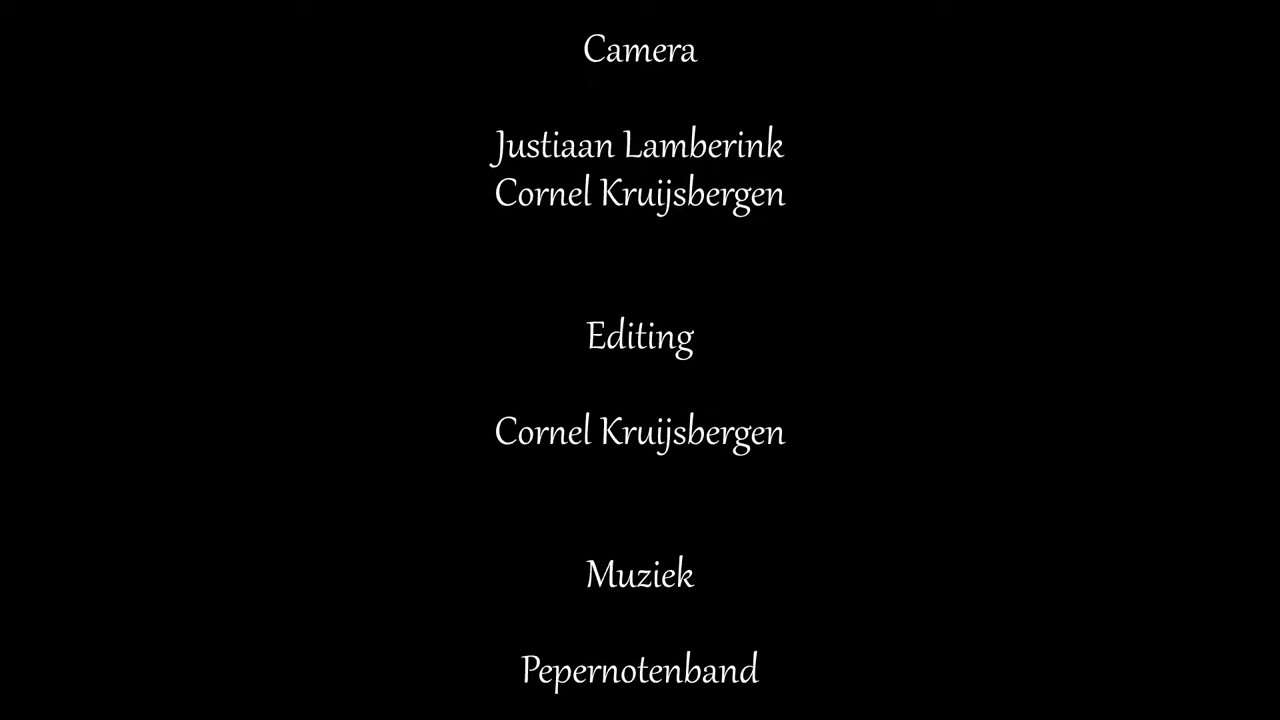 Camera
Justiaan Lamberink
Cornel Kruijsbergen
Editing
Cornel Kruijsbergen
Muziek
Pepernotenband